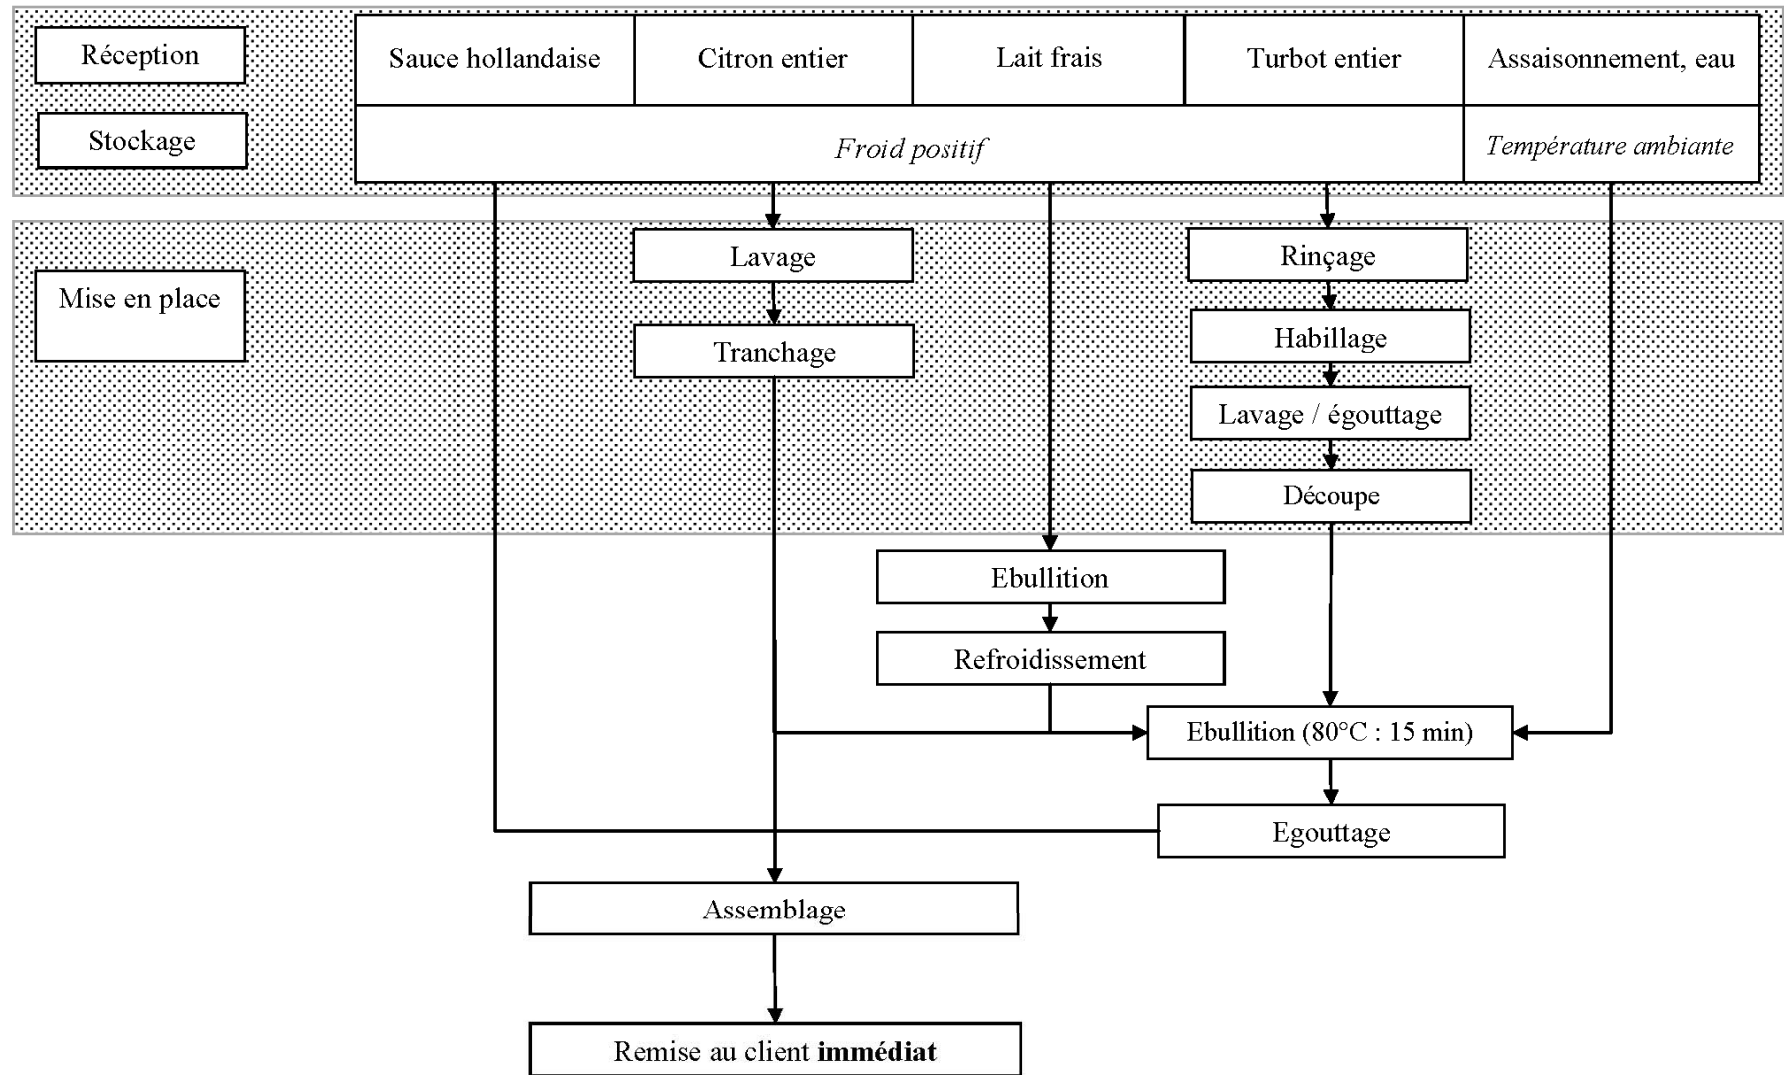 Réception
Sauce hollandaise
Citron entier
Lait frais
Turbot entier
Assaisonnement, eau
Stockage
Froid positif
Température ambiante
Lavage
Rinçage
Mise en place
Habillage
Tranchage
Lavage / égouttage
Découpe
Ebullition
Refroidissement
Ebullition (80°C : 15 min)
Egouttage
Assemblage
Remise au client immédiat